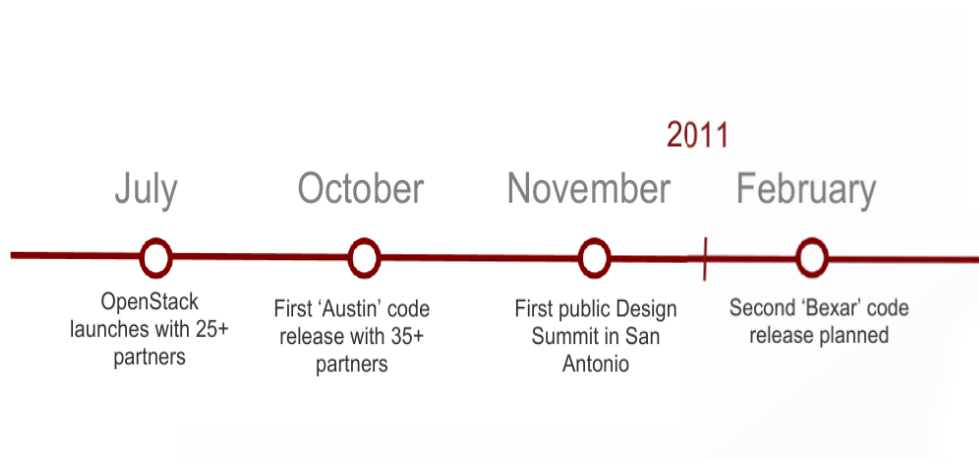 2011
July
October
November
February
OpenStack
launches with 25+
partners
First ‘Austin’ code
release with 35+
partners
First public Design
Summit in San
Antonio
Second ‘Bexar’ code
release planned